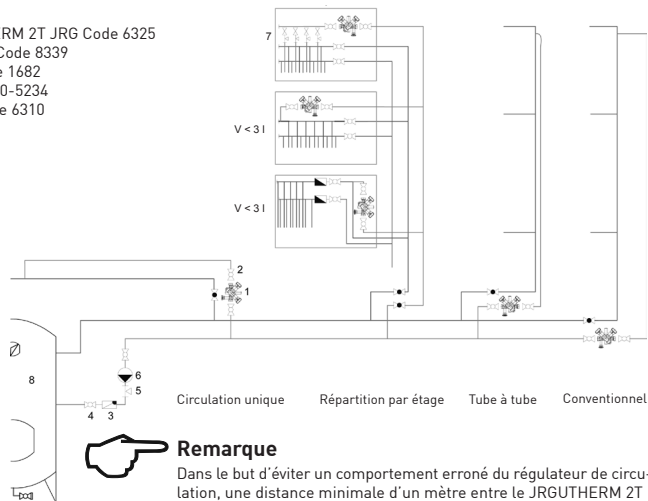 ERM 2T JRG Code 6325
Code 8339
e 1682
0-5234
e 6310
7
V < 3 l
V < 3 l
2
1
6
8
5
4 3
Circulation unique Répartition par étage Tube à tube Conventionnel
Remarque
Dans le but d'éviter un comportement erroné du régulateur de circu-
lation, une distance minimale d'un mètre entre le JRGUTHERM 2T